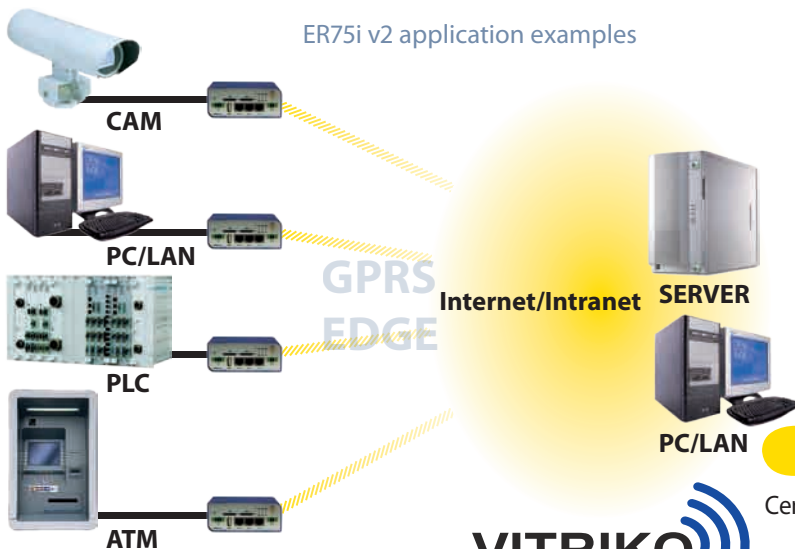 ER75i v2 application examples
CAM
PC/LAN
GPRS
EDGE
Internet/Intranet
SERVER
PLC
PC/LAN
ATM